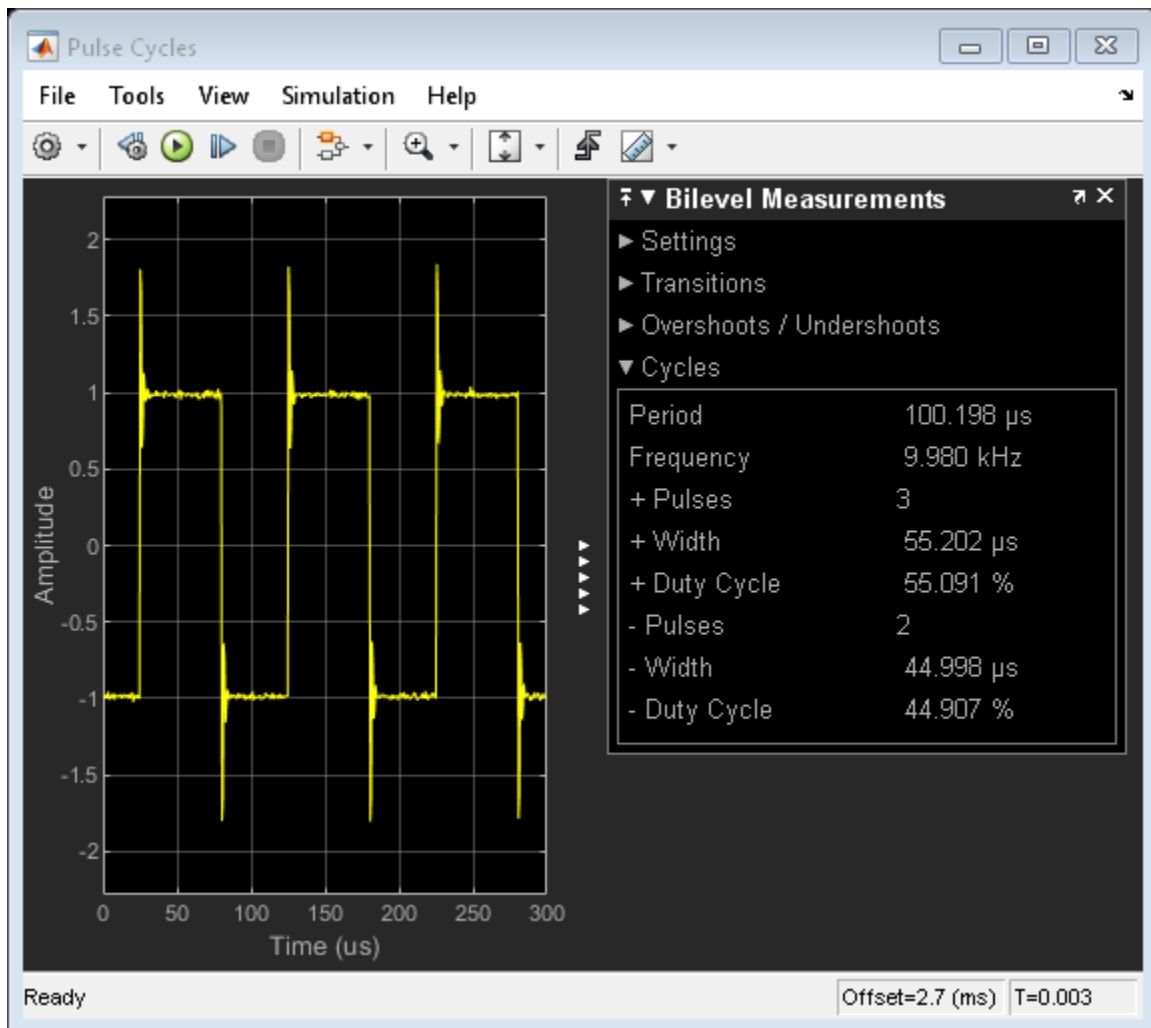 Pulse Cycles
File Tools View Simulation Help
Bilevel Measurements
Settings
Transitions
Overshoots / Undershoots
Cycles
Period 100.198 µs
Frequency 9.980 kHz
+ Pulses 3
+ Width 55.202 µs
+ Duty Cycle 55.091 %
- Pulses 2
- Width 44.998 µs
- Duty Cycle 44.907 %
Amplitude
2
1.5
1
0.5
0
-0.5
-1
-1.5
-2
0 50 100 150 200 250 300
Time (us)
Ready Offset=2.7 (ms) T=0.003